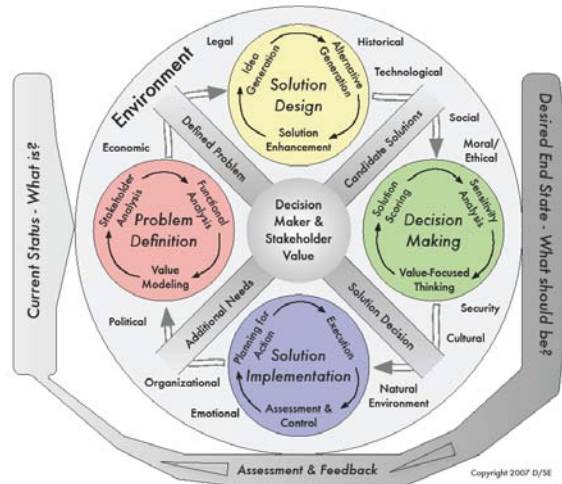 Environment
Legal
Historical
Technological
Social
Moral/
Ethical
Economic
Political
Organizational
Emotional
Security
Cultural
Natural
Environment
Idea
Generation
Alternative
Generation
Solution
Design
Solution
Enhancement
Defined Problem
Candidate Solutions
Stakeholder
Analysis
Functional
Analysis
Problem
Definition
Value
Modeling
Decision
Maker &
Stakeholder
Value
Solution
Scoring
Sensitivity
Analysis
Decision
Making
Value-Focused
Thinking
Additional Needs
Solution Decision
Planning for
Action
Execution
Solution
Implementation
Assessment &
Control
Current Status - What is?
Desired End State - What should be?
Assessment & Feedback
Copyright 2007 D/SE